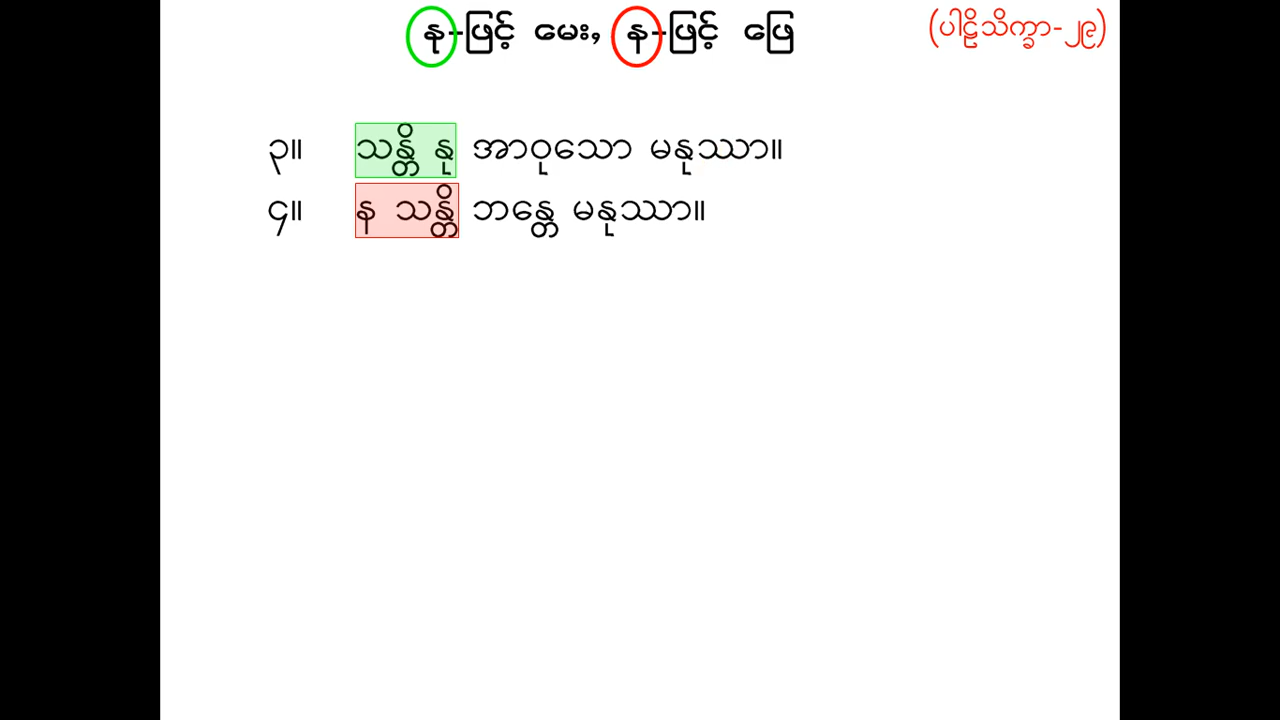 နု-ဖြင့် မေး, န-ဖြင့် ဖြေ
(ပါဠိသိက္ခာ-၂၉)
၃။ သန္တိ နု အာဝုသော မနုဿာ။
၄။ န သန္တိ ဘန္တေ မနုဿာ။